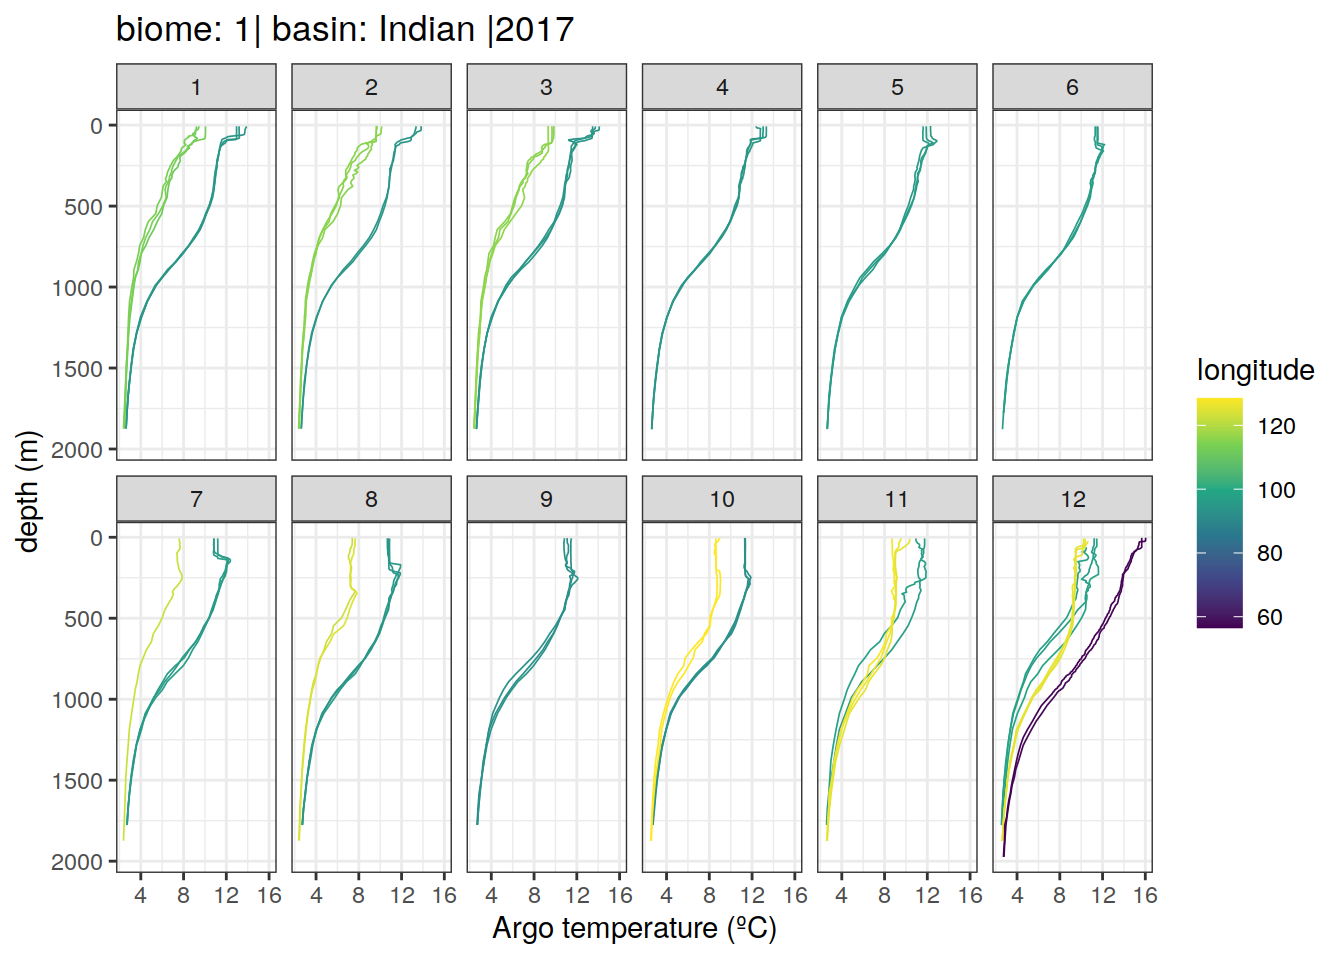 biome: 1| basin: Indian |2017
1 2 3 4 5 6
0
500
1000
1500
2000
7 8 9 10 11 12
0
500
1000
1500
2000
4 8 12 16 4 8 12 16 4 8 12 16 4 8 12 16 4 8 12 16 4 8 12 16
Argo temperature (ºC)
depth (m)
longitude
120
100
80
60